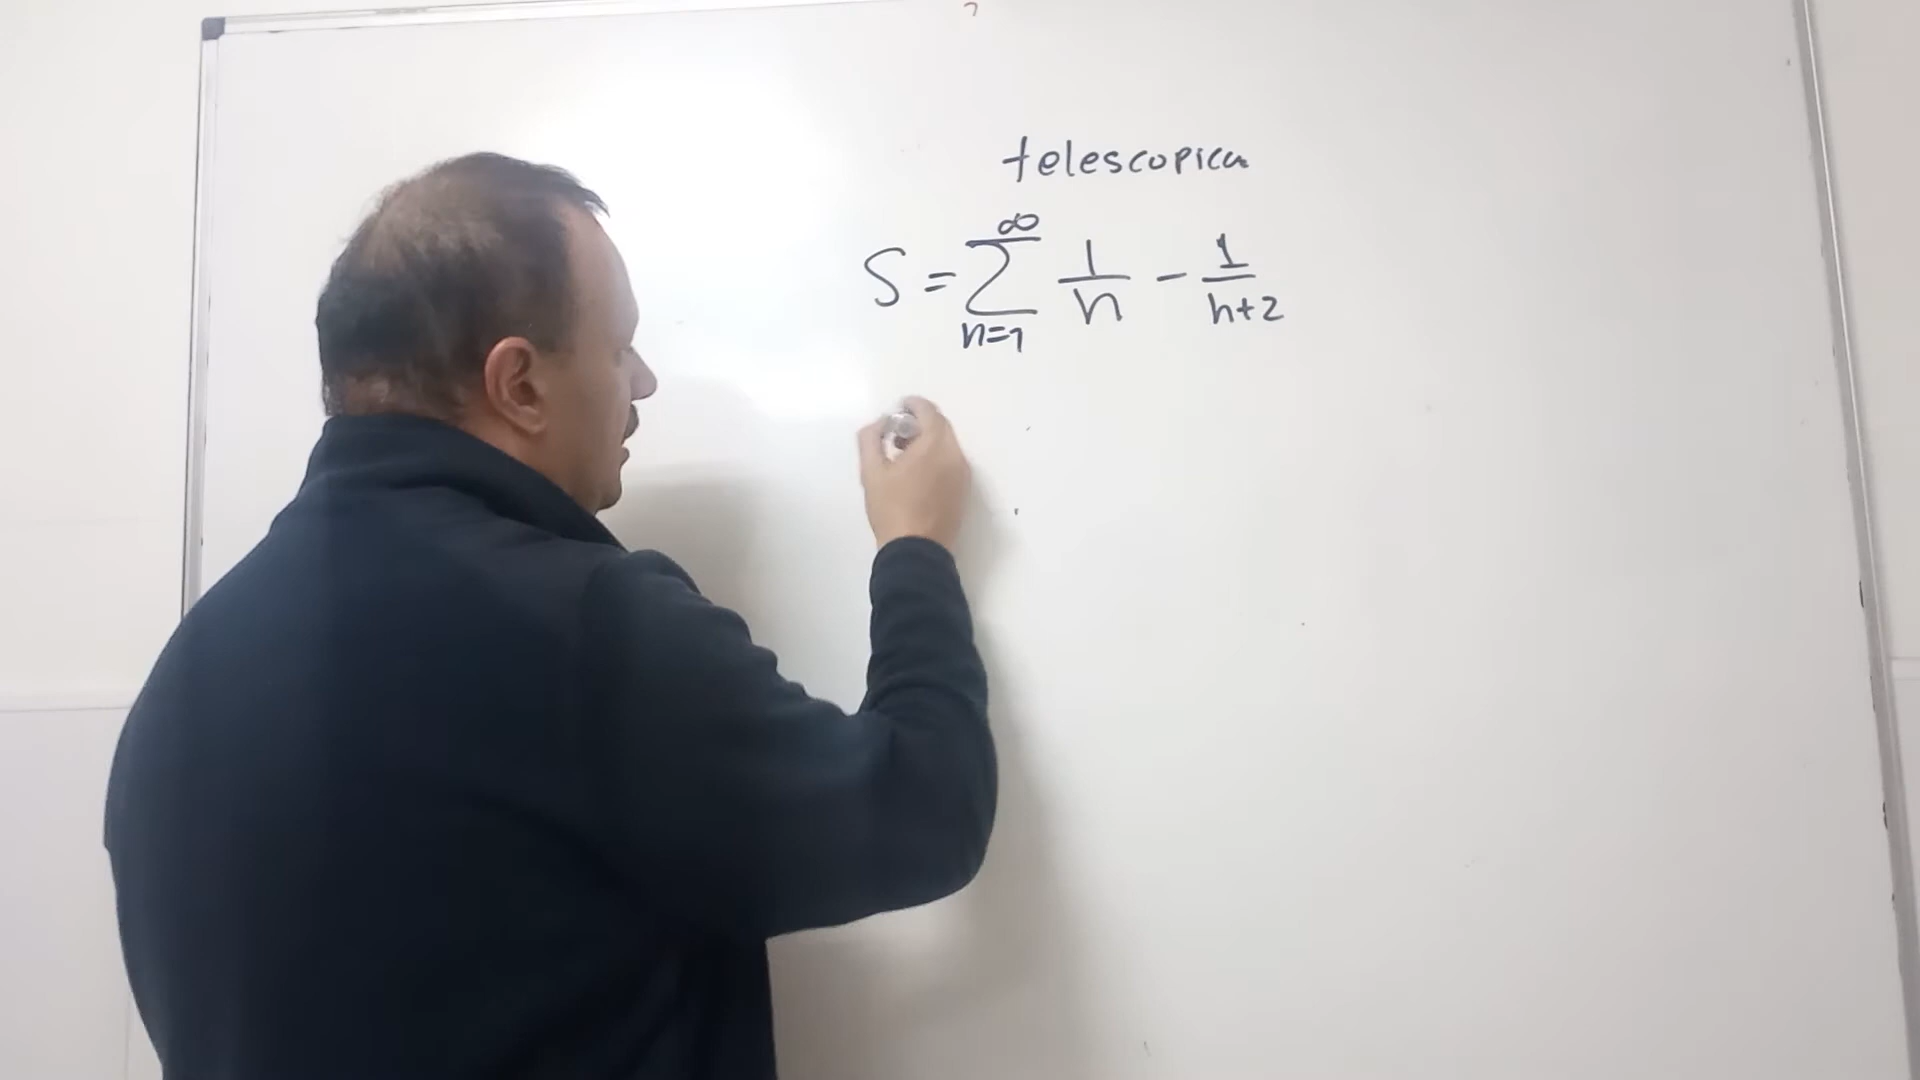 telescopica
S = ∑_{n=1}^{∞} 1/n - 1/(n+2)